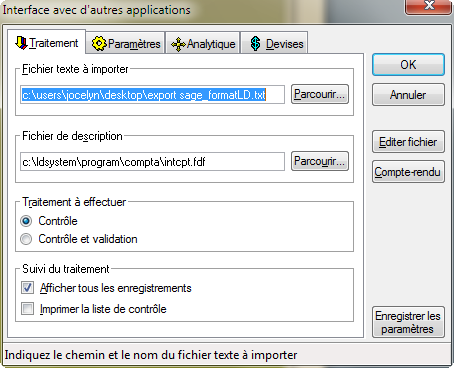 Interface avec d'autres applications
Traitement
Paramètres
Analytique
Devises
Fichier texte à importer
c:\users\jocelyn\desktop\export sage_formatLD.txt
Parcourir...
Fichier de description
c:\ldsystem\program\compta\intcpt.fdf
Parcourir...
Traitement à effectuer
Contrôle
Contrôle et validation
Suivi du traitement
Afficher tous les enregistrements
Imprimer la liste de contrôle
OK
Annuler
Editer fichier
Compte-rendu
Enregistrer les
paramètres
Indiquez le chemin et le nom du fichier texte à importer